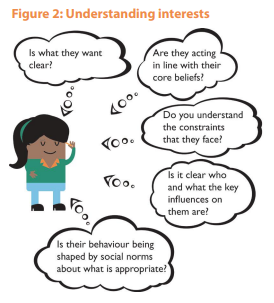 Figure 2: Understanding interests
Is what they want
clear?
Are they acting
in line with their
core beliefs?
Do you understand
the constraints
that they face?
Is it clear who
and what the key
influences on
them are?
Is their behaviour being
shaped by social norms
about what is appropriate?